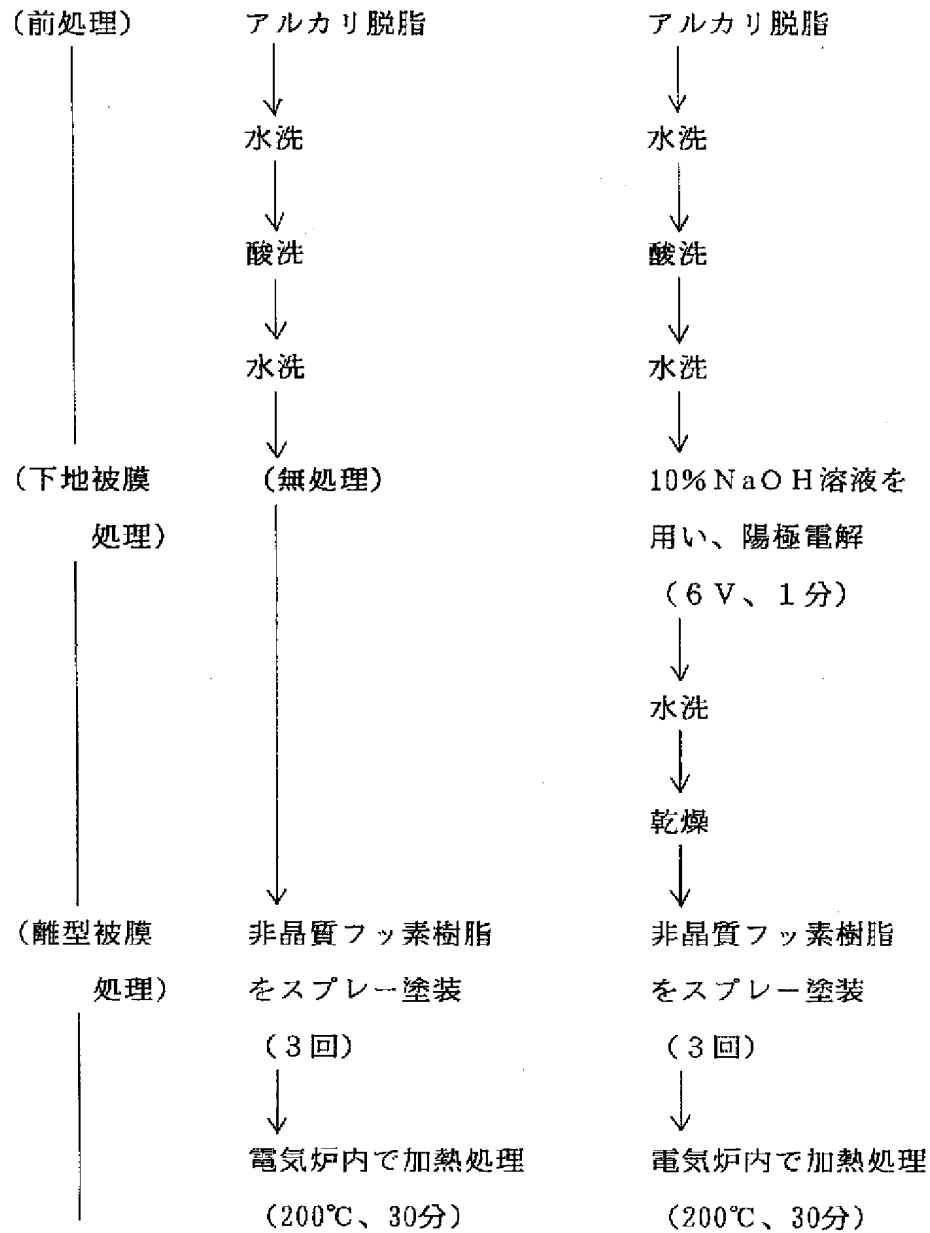 (前処理) アルカリ脱脂 アルカリ脱脂
水洗 水洗
酸洗 酸洗
水洗 水洗
(下地被膜 (無処理) 10%NaOH溶液を
処理) 用い、陽極電解
(6V、1分)
水洗
乾燥
(離型被膜 非晶質フッ素樹脂 非晶質フッ素樹脂
処理) をスプレー塗装 をスプレー塗装
(3回) (3回)
電気炉内で加熱処理 電気炉内で加熱処理
(200℃、30分) (200℃、30分)